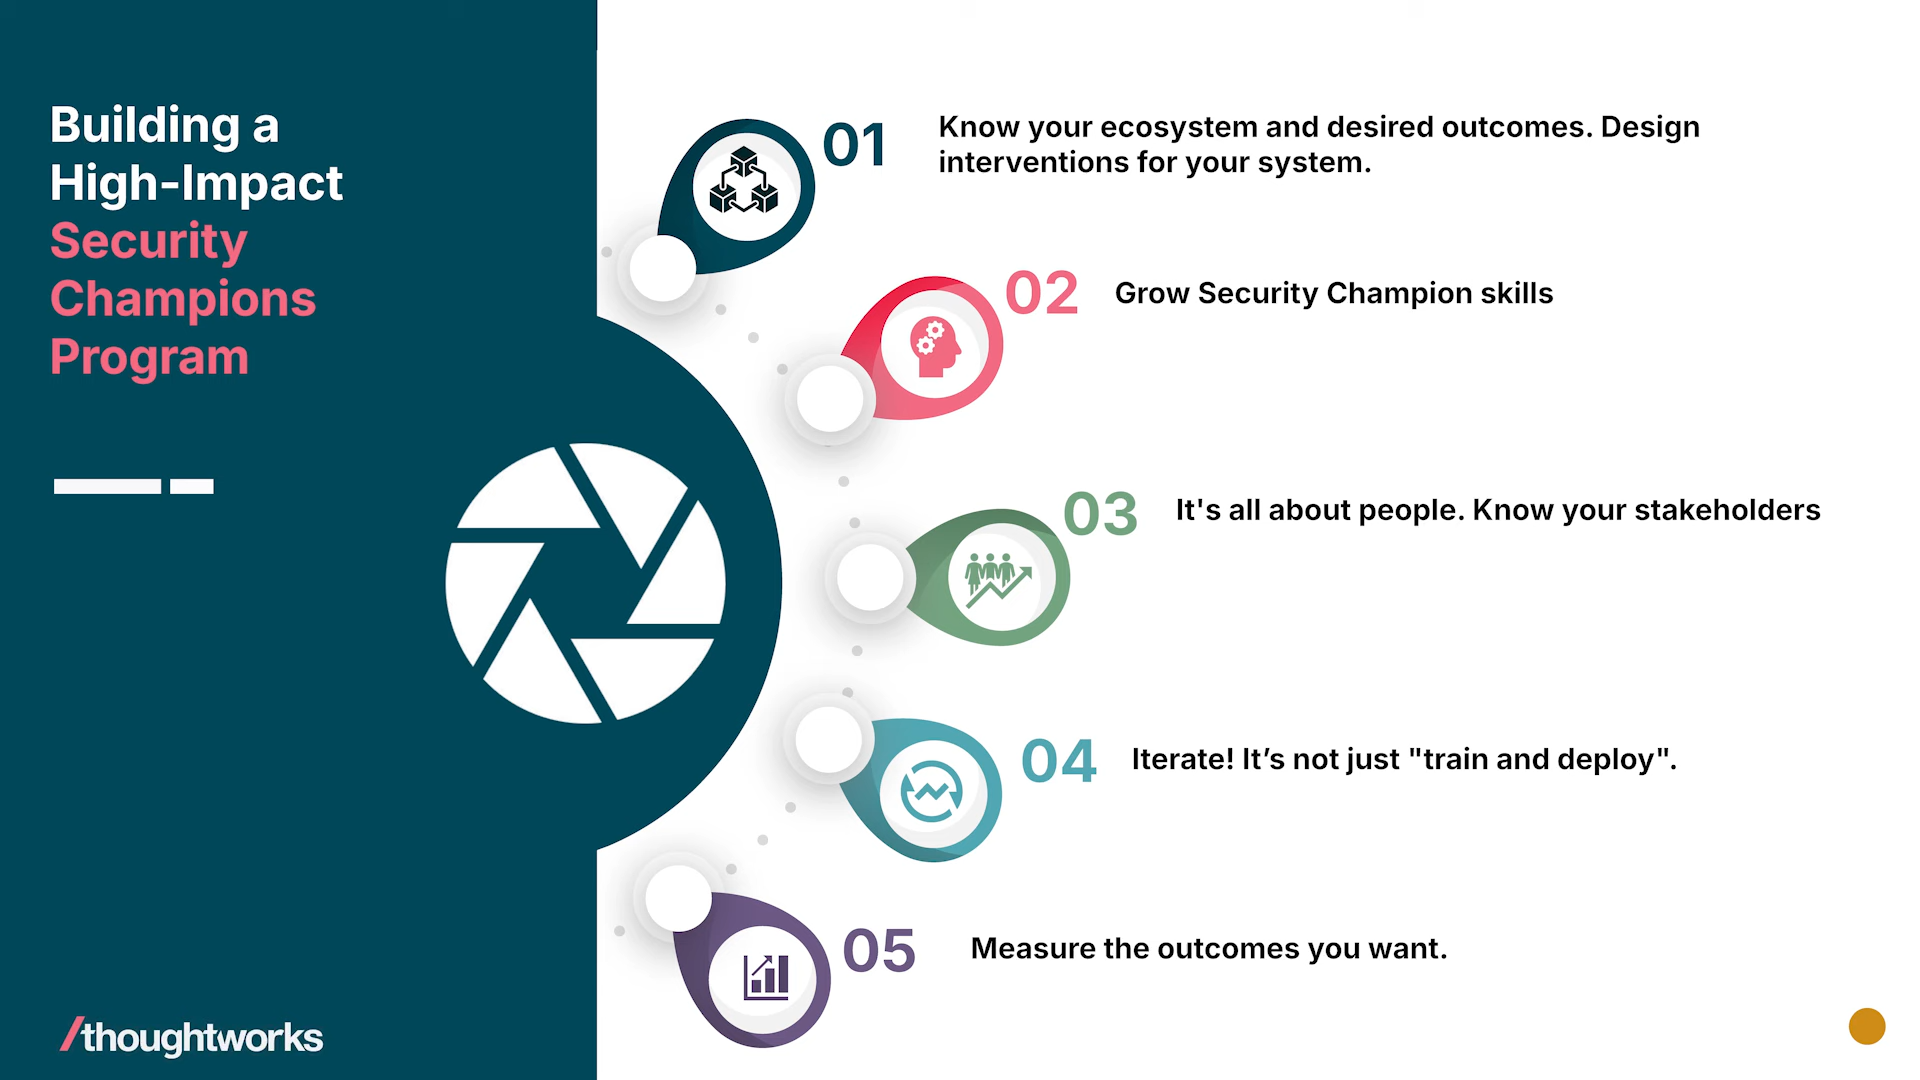 Building a
High-Impact
Security
Champions
Program
01
Know your ecosystem and desired outcomes. Design
interventions for your system.
02
Grow Security Champion skills
03
It's all about people. Know your stakeholders
04
Iterate! It’s not just "train and deploy".
05
Measure the outcomes you want.
/thoughtworks